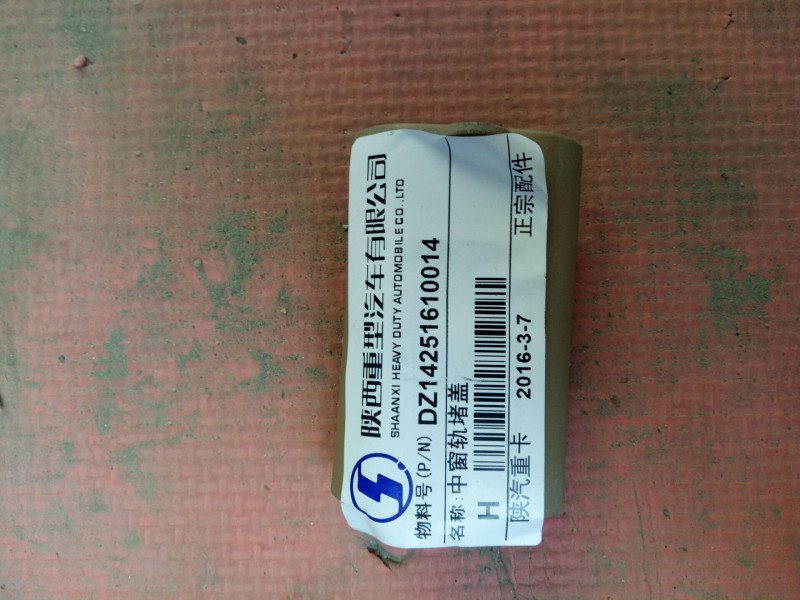 陕西重型汽车有限公司
SHAANXI HEAVY DUTY AUTOMOBILE CO.,LTD
物料号(P/N) DZ14251610014
名称:中窗轨堵盖
H
陕汽重卡 2016-3-7 正宗配件